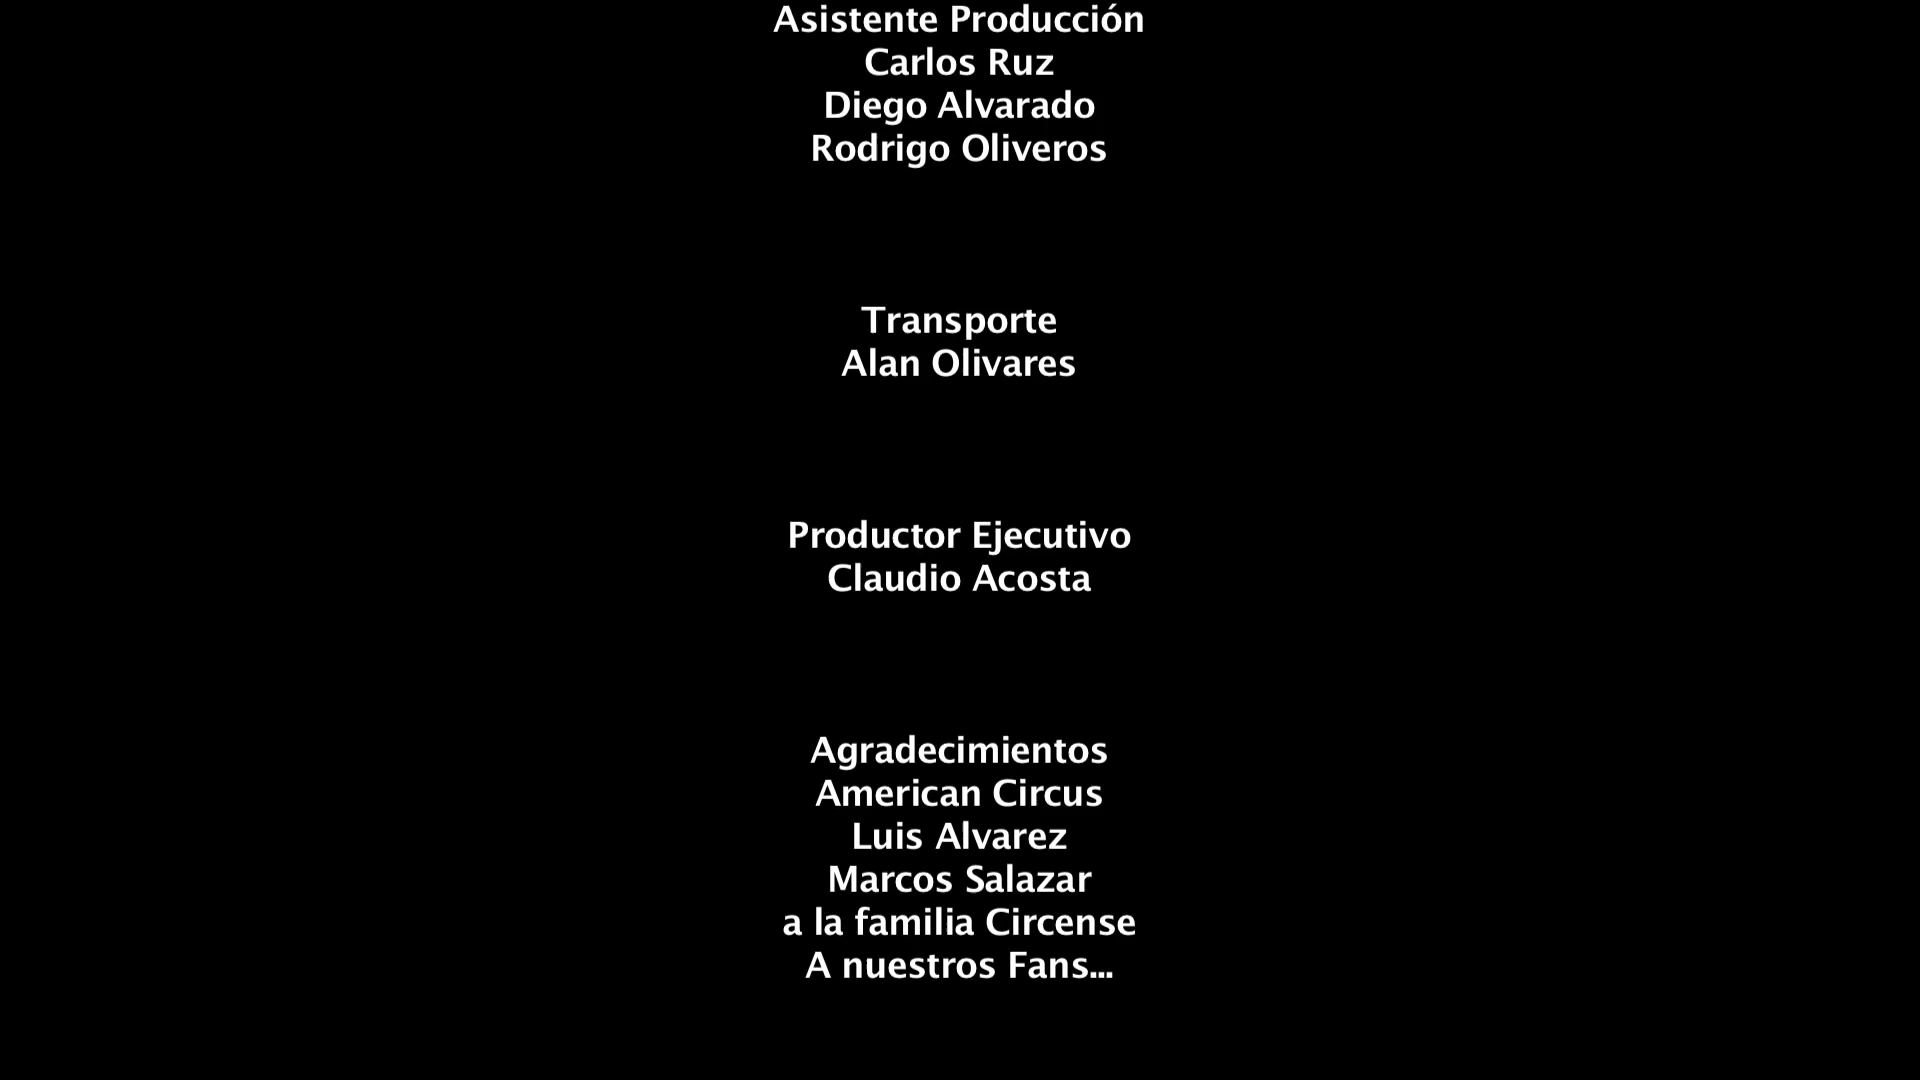 Asistente Producción
Carlos Ruz
Diego Alvarado
Rodrigo Oliveros
Transporte
Alan Olivares
Productor Ejecutivo
Claudio Acosta
Agradecimientos
American Circus
Luis Alvarez
Marcos Salazar
a la familia Circense
A nuestros Fans...